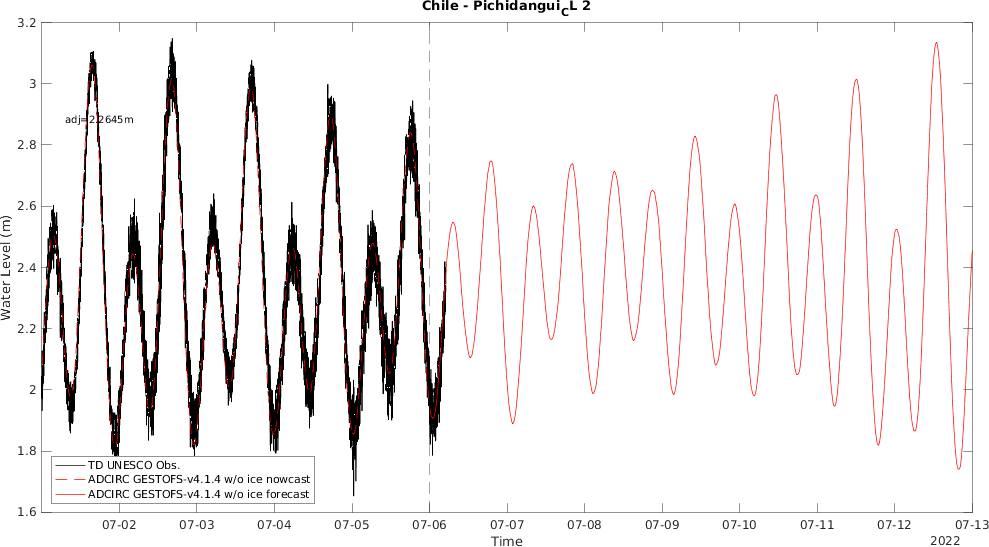 Chile - PichidanguiCL 2
3.2
3
2.8
2.6
2.4
2.2
2
1.8
1.6
Water Level (m)
adj=2.2645m
TD UNESCO Obs.
ADCIRC GESTOFS-v4.1.4 w/o ice nowcast
ADCIRC GESTOFS-v4.1.4 w/o ice forecast
07-02 07-03 07-04 07-05 07-06 07-07 07-08 07-09 07-10 07-11 07-12 07-13
Time
2022